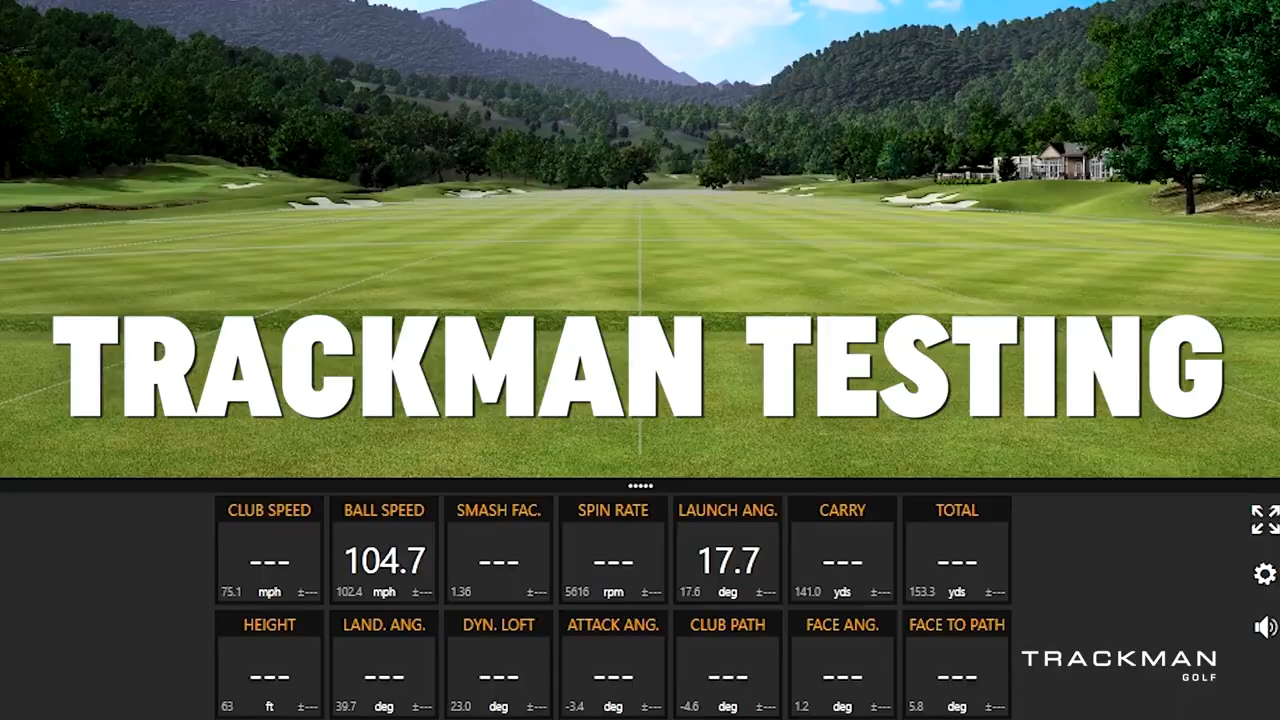 TRACKMAN TESTING
CLUB SPEED BALL SPEED SMASH FAC. SPIN RATE LAUNCH ANG. CARRY TOTAL
--- 104.7 --- --- 17.7 --- ---
75.1 mph ±--- 102.4 mph ±--- 1.36 ±--- 5616 rpm ±--- 17.6 deg ±--- 141.0 yds ±--- 153.3 yds ±---
HEIGHT LAND. ANG. DYN. LOFT ATTACK ANG. CLUB PATH FACE ANG. FACE TO PATH
--- --- --- --- --- --- ---
63 ft ±--- 39.7 deg ±--- 23.0 deg ±--- -3.4 deg ±--- -4.6 deg ±--- 1.2 deg ±--- 5.8 deg ±---
TRACKMAN
GOLF